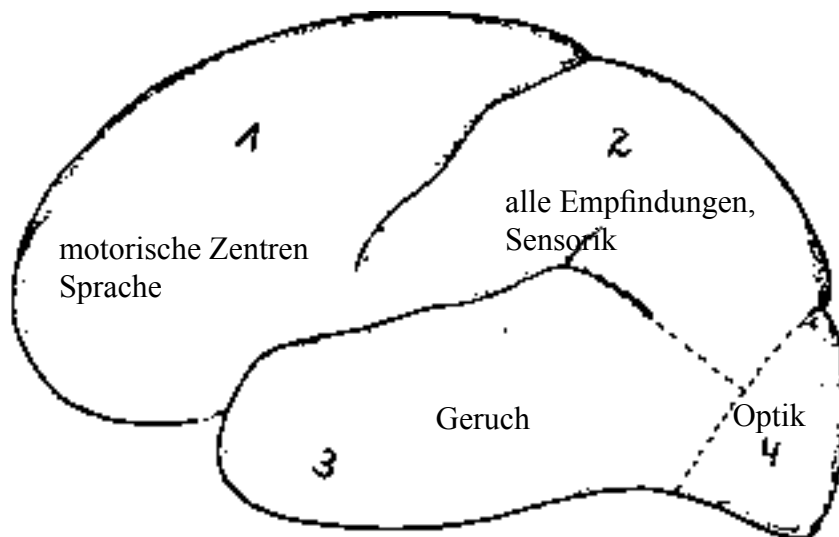 1
2
alle Empfindungen,
Sensorik
motorische Zentren
Sprache
Geruch
Optik
3
4